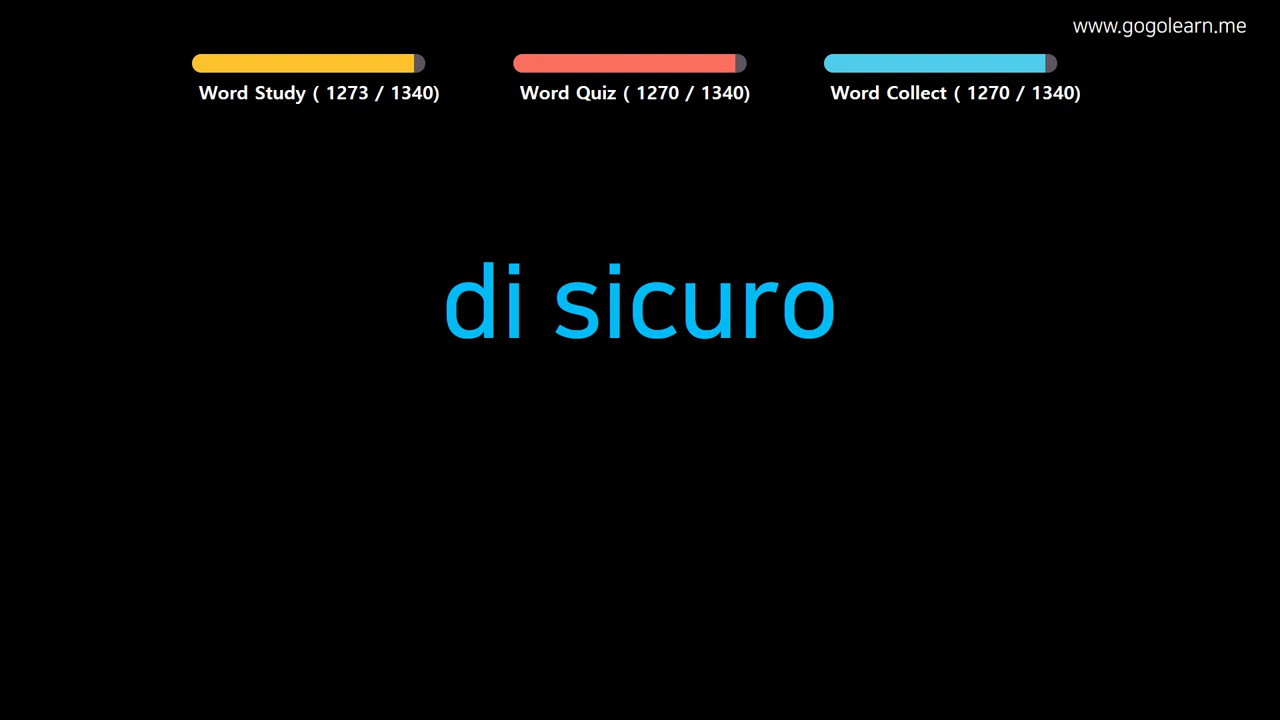 www.gogolearn.me
Word Study ( 1273 / 1340)
Word Quiz ( 1270 / 1340)
Word Collect ( 1270 / 1340)
di sicuro